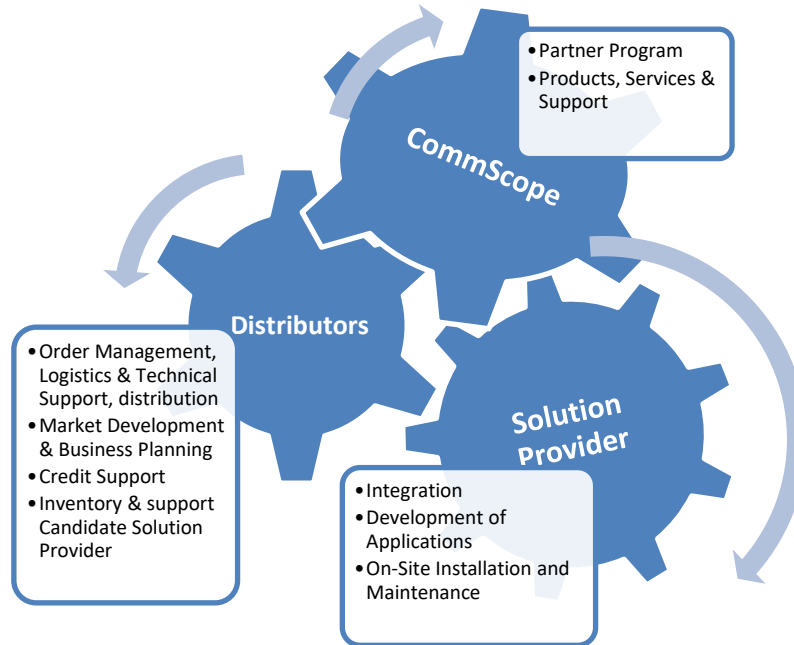 •Partner Program
•Products, Services &
Support
CommScope
Distributors
•Order Management,
Logistics & Technical
Support, distribution
•Market Development
& Business Planning
•Credit Support
•Inventory & support
Candidate Solution
Provider
Solution
Provider
•Integration
•Development of
Applications
•On-Site Installation and
Maintenance